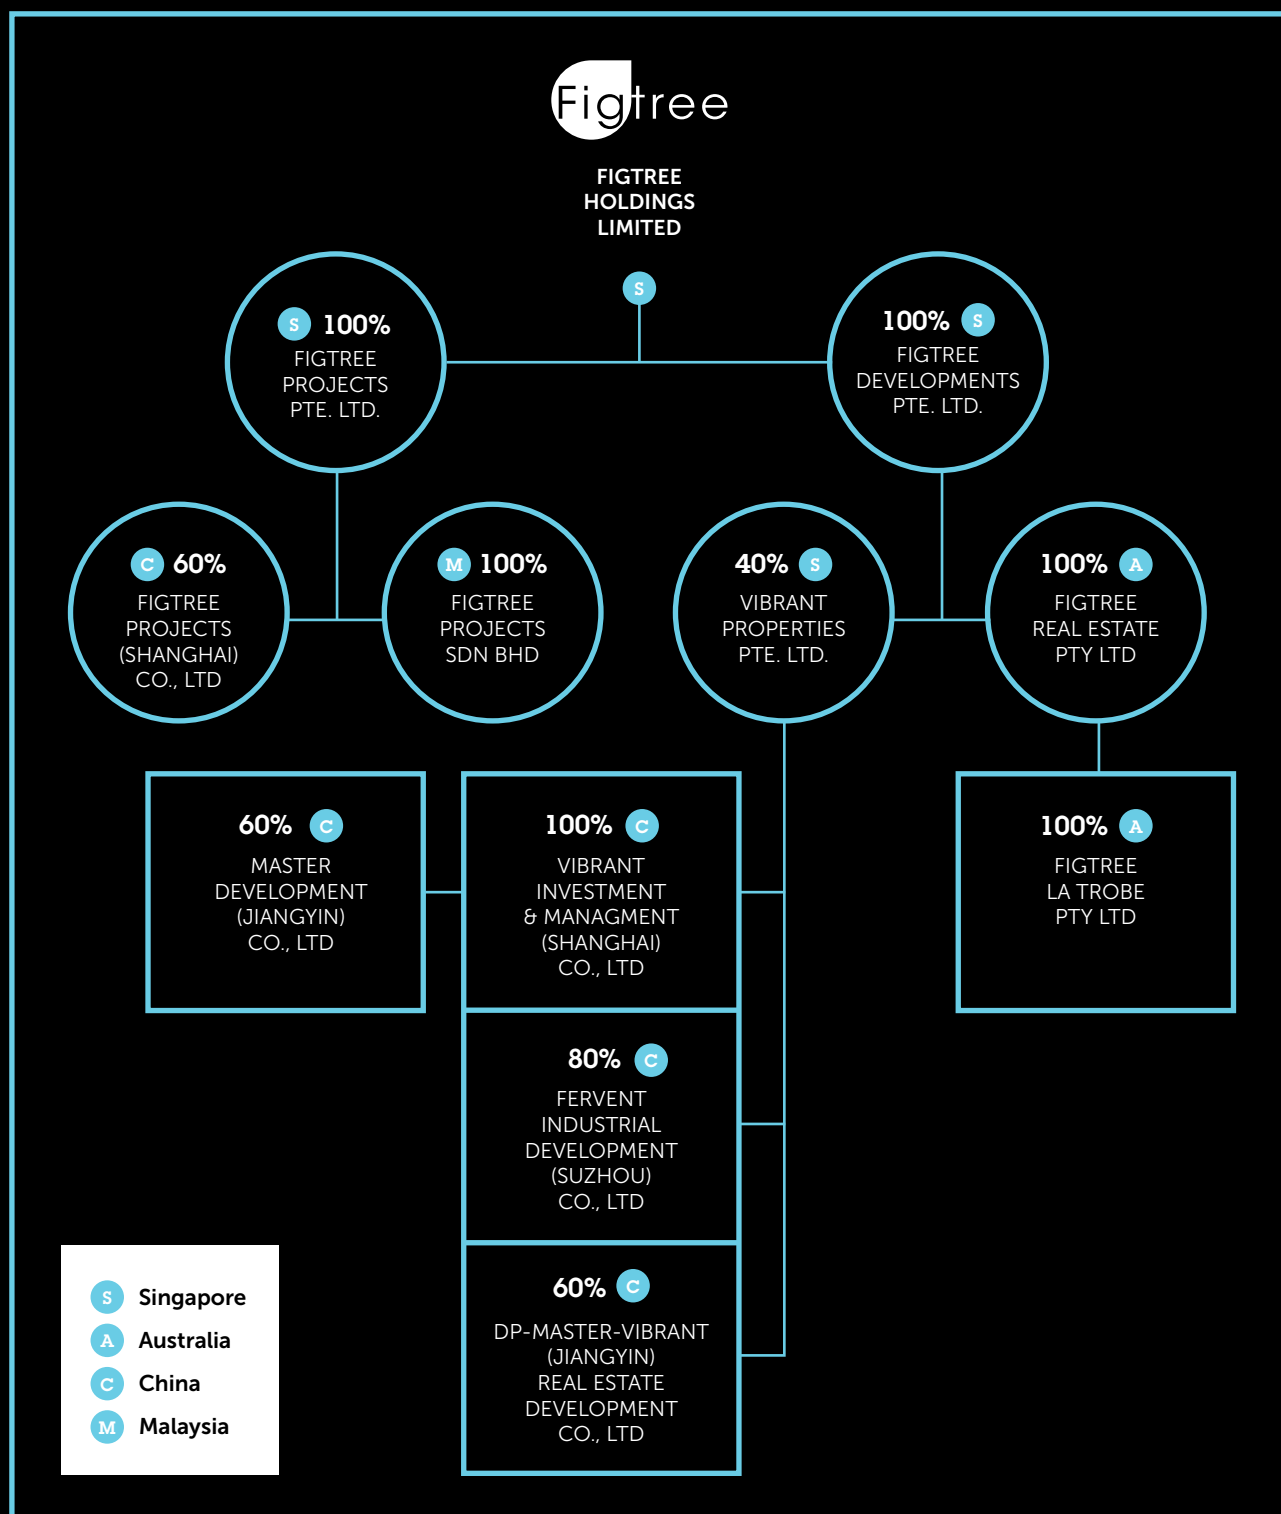 Figtree
FIGTREE
HOLDINGS
LIMITED
S
S 100%
FIGTREE
PROJECTS
PTE. LTD.
100% S
FIGTREE
DEVELOPMENTS
PTE. LTD.
C 60%
FIGTREE
PROJECTS
(SHANGHAI)
CO., LTD
M 100%
FIGTREE
PROJECTS
SDN BHD
40% S
VIBRANT
PROPERTIES
PTE. LTD.
100% A
FIGTREE
REAL ESTATE
PTY LTD
60% C
MASTER
DEVELOPMENT
(JIANGYIN)
CO., LTD
100% C
VIBRANT
INVESTMENT
& MANAGMENT
(SHANGHAI)
CO., LTD
100% A
FIGTREE
LA TROBE
PTY LTD
80% C
FERVENT
INDUSTRIAL
DEVELOPMENT
(SUZHOU)
CO., LTD
60% C
DP-MASTER-VIBRANT
(JIANGYIN)
REAL ESTATE
DEVELOPMENT
CO., LTD
S Singapore
A Australia
C China
M Malaysia